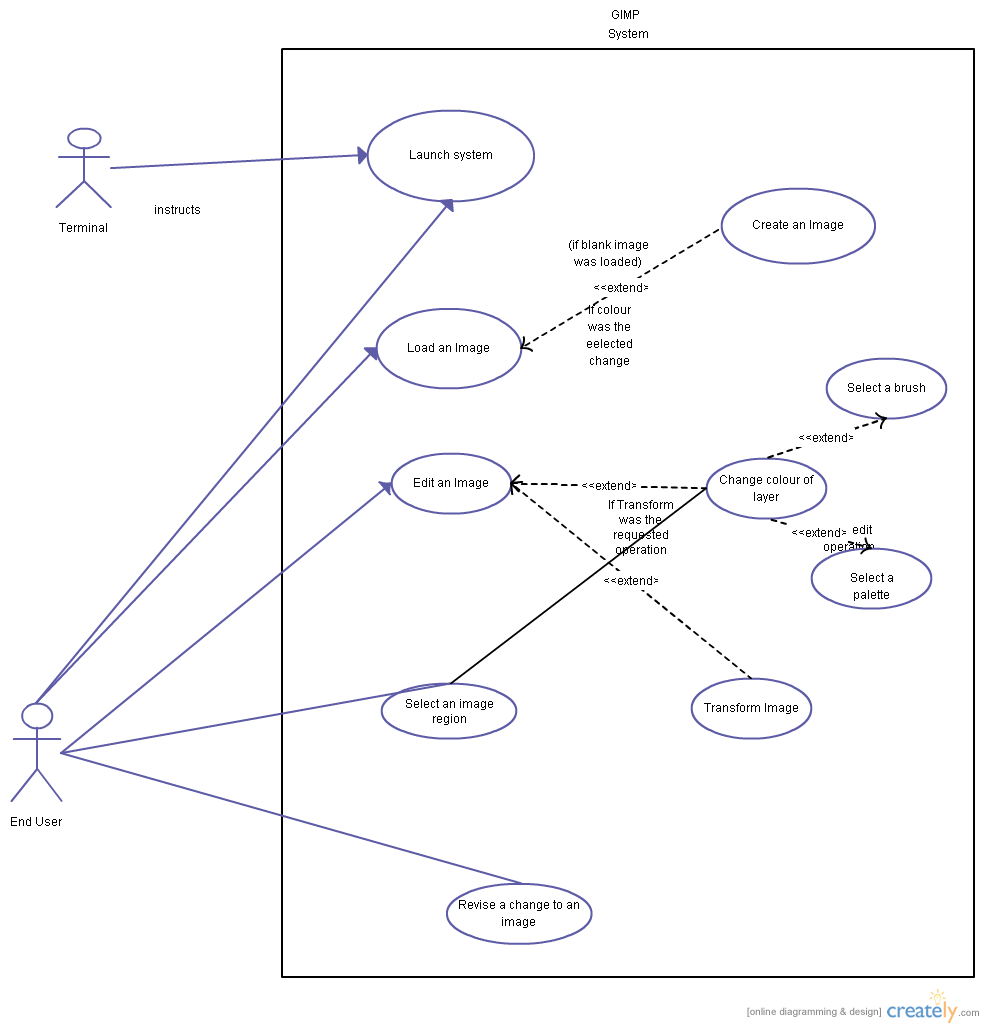 GIMP
System
Launch system
Terminal
instructs
Create an Image
(if blank image
was loaded)
<<extend>
If colour
was the
eelected
change
Load an Image
Select a brush
<<extend>
Edit an Image
<<extend>
Change colour of
layer
If Transform
was the
requested
operation
<<extend>
edit
operation
Select a
palette
<<extend>
Select an image
region
Transform Image
End User
Revise a change to an
image
[online diagramming & design] creately.com